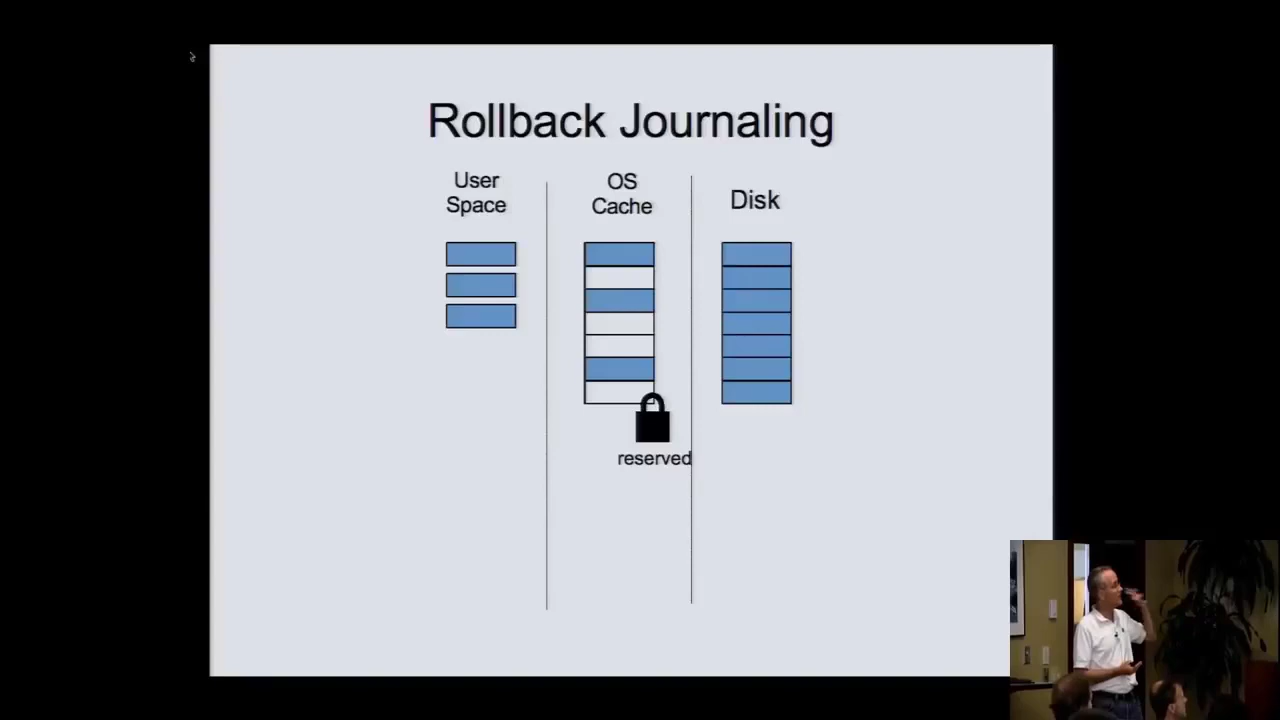 Rollback Journaling
User
Space
OS
Cache
Disk
reserved